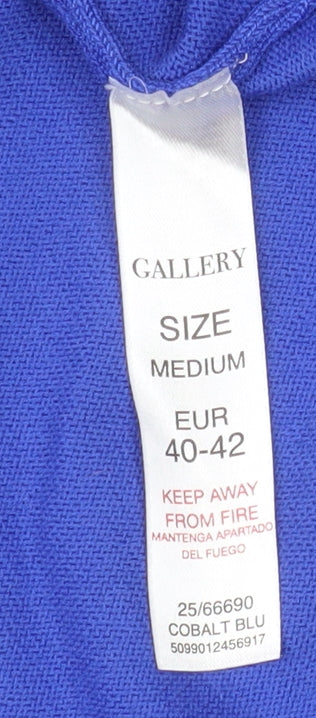 GALLERY
SIZE
MEDIUM
EUR
40-42
KEEP AWAY
FROM FIRE
MANTENGA APARTADO
DEL FUEGO
25/66690
COBALT BLU
5099012456917